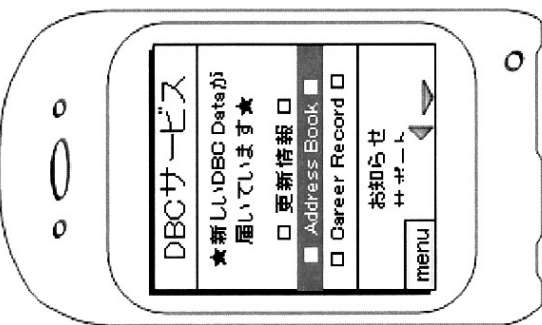 DBCサービス
★新しいDBC Dataが
届いています★
□ 更新情報 □
■ Address Book ■
□ Career Record □
お知らせ
サポート
menu